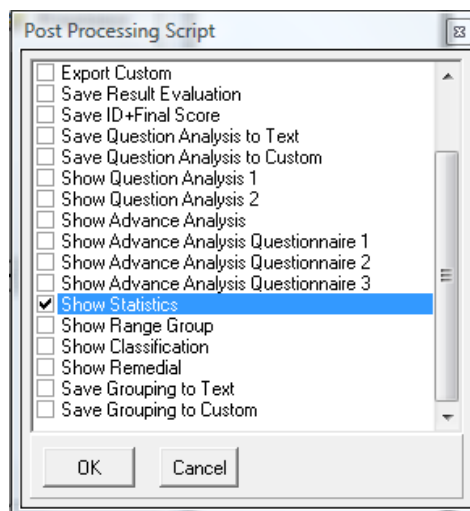 Post Processing Script
Export Custom
Save Result Evaluation
Save ID+Final Score
Save Question Analysis to Text
Save Question Analysis to Custom
Show Question Analysis 1
Show Question Analysis 2
Show Advance Analysis
Show Advance Analysis Questionnaire 1
Show Advance Analysis Questionnaire 2
Show Advance Analysis Questionnaire 3
Show Statistics
Show Range Group
Show Classification
Show Remedial
Save Grouping to Text
Save Grouping to Custom
OK Cancel